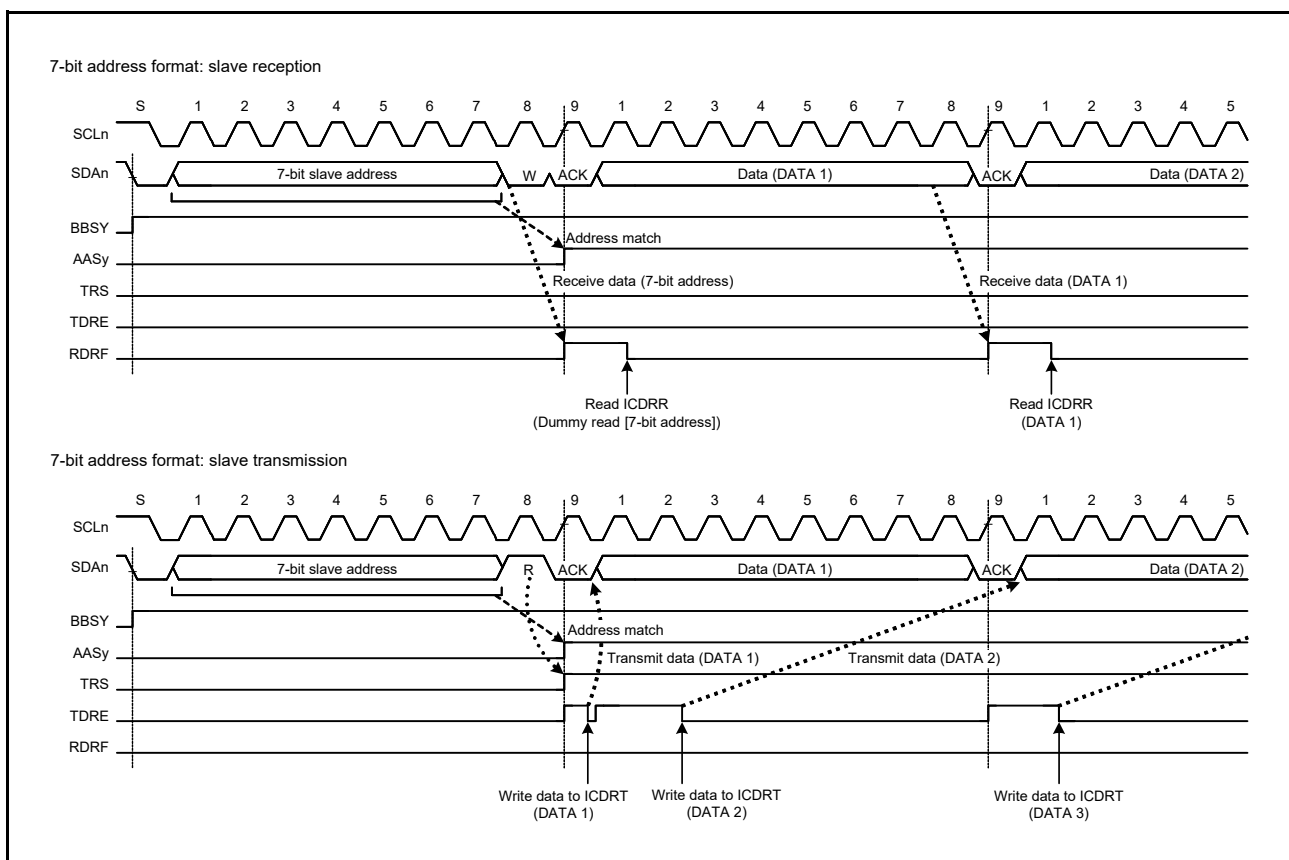 7-bit address format: slave reception
S 1 2 3 4 5 6 7 8 9 1 2 3 4 5 6 7 8 9 1 2 3 4 5
SCLn
SDAn 7-bit slave address W ACK Data (DATA 1) ACK Data (DATA 2)
BBSY
Address match
AASy
Receive data (7-bit address) Receive data (DATA 1)
TRS
TDRE
RDRF
Read ICDRR Read ICDRR
(Dummy read [7-bit address]) (DATA 1)
7-bit address format: slave transmission
S 1 2 3 4 5 6 7 8 9 1 2 3 4 5 6 7 8 9 1 2 3 4 5
SCLn
SDAn 7-bit slave address R ACK Data (DATA 1) ACK Data (DATA 2)
BBSY
Address match
AASy
Transmit data (DATA 1) Transmit data (DATA 2)
TRS
TDRE
RDRF
Write data to ICDRT Write data to ICDRT Write data to ICDRT
(DATA 1) (DATA 2) (DATA 3)